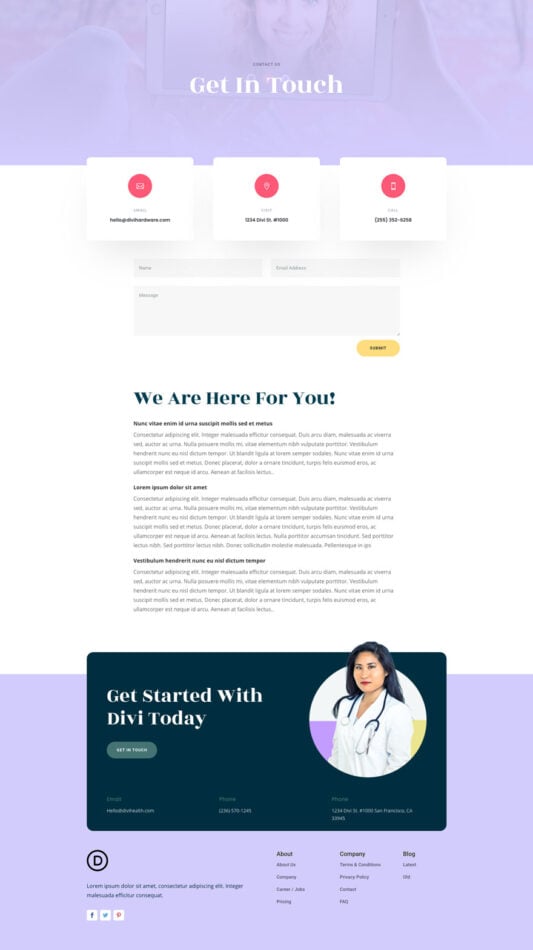 CONTACT US
Get In Touch
EMAIL
hello@divihardware.com
VISIT
1234 Divi St. #1000
CALL
(255) 352-6258
Name
Email Address
Message
SUBMIT
We Are Here For You!
Nunc vitae enim id urna suscipit mollis sed et metus
Consectetur adipiscing elit. Integer malesuada efficitur consequat. Duis arcu diam, malesuada ac viverra
sed, auctor ac urna. Nulla posuere mollis mi, vitae elementum nibh vulputate porttitor. Vestibulum
hendrerit nunc eu nisl dictum tempor. Ut blandit ligula at lorem semper sodales. Nunc vitae enim id urna
suscipit mollis sed et metus. Donec placerat, dolor a ornare tincidunt, turpis felis euismod eros, ac
ullamcorper est neque id arcu. Aenean at facilisis lectus..
Lorem ipsum dolor sit amet
Consectetur adipiscing elit. Integer malesuada efficitur consequat. Duis arcu diam, malesuada ac viverra
sed, auctor ac urna. Nulla posuere mollis mi, vitae elementum nibh vulputate porttitor. Vestibulum
hendrerit nunc eu nisl dictum tempor. Ut blandit ligula at lorem semper sodales. Nunc vitae enim id urna
suscipit mollis sed et metus. Donec placerat, dolor a ornare tincidunt, turpis felis euismod eros, ac
ullamcorper est neque id arcu. Aenean at facilisis lectus. Nulla porttitor accumsan tincidunt. Sed porttitor
lectus nibh. Sed porttitor lectus nibh. Donec sollicitudin molestie malesuada. Pellentesque in ips
Vestibulum hendrerit nunc eu nisl dictum tempor
Consectetur adipiscing elit. Integer malesuada efficitur consequat. Duis arcu diam, malesuada ac viverra
sed, auctor ac urna. Nulla posuere mollis mi, vitae elementum nibh vulputate porttitor. Vestibulum
hendrerit nunc eu nisl dictum tempor. Ut blandit ligula at lorem semper sodales. Nunc vitae enim id urna
suscipit mollis sed et metus. Donec placerat, dolor a ornare tincidunt, turpis felis euismod eros, ac
ullamcorper est neque id arcu. Aenean at facilisis lectus..
Get Started With
Divi Today
GET IN TOUCH
Email
Hello@divihealth.com
Phone
(236) 570-1245
Phone
1234 Divi St. #1000 San Francisco, CA
33945
D
Lorem ipsum dolor sit amet, consectetur adipiscing elit. Integer
malesuada efficitur consequat.
About
About Us
Company
Career / Jobs
Pricing
Company
Terms & Conditions
Privacy Policy
Contact
FAQ
Blog
Latest
Old